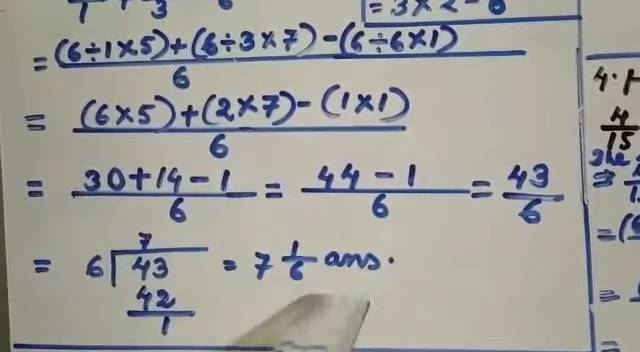 = 3 × 2 = 6
= (6÷1×5)+(6÷3×7)-(6÷6×1)
6
= (6×5)+(2×7)-(1×1)
6
= 30+14-1 = 44-1 = 43
6 6 6
7
= 6 43 = 7 1/6 ans.
42
1
4.
4
15